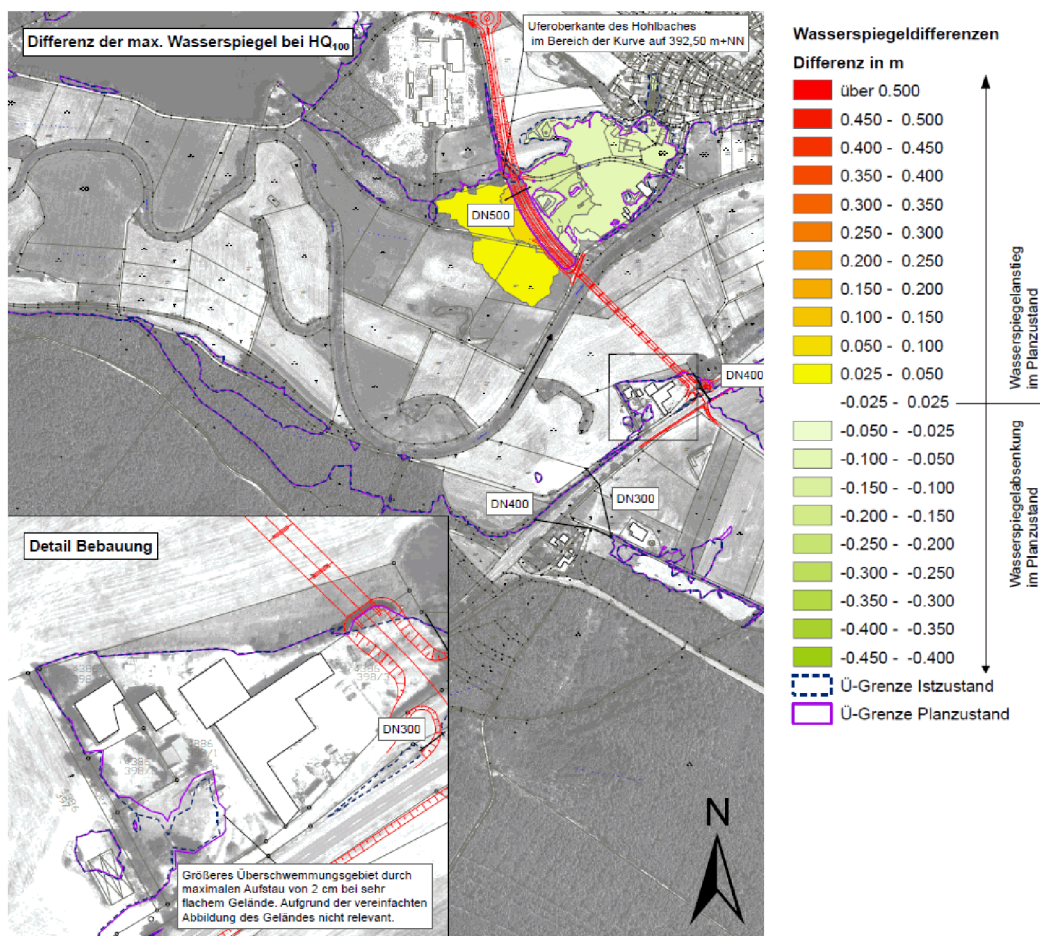 Differenz der max. Wasserspiegel bei HQ100
Uferoberkante des Hohlbaches
im Bereich der Kurve auf 392,50 m+NN
DN500
DN400
DN400
DN300
Detail Bebauung
DN300
Größeres Überschwemmungsgebiet durch
maximalen Aufstau von 2 cm bei sehr
flachem Gelände. Aufgrund der vereinfachten
Abbildung des Geländes nicht relevant.
N
Wasserspiegeldifferenzen
Differenz in m
über 0.500
0.450 - 0.500
0.400 - 0.450
0.350 - 0.400
0.300 - 0.350
0.250 - 0.300
0.200 - 0.250
0.150 - 0.200
0.100 - 0.150
0.050 - 0.100
0.025 - 0.050
-0.025 - 0.025
-0.050 - -0.025
-0.100 - -0.050
-0.150 - -0.100
-0.200 - -0.150
-0.250 - -0.200
-0.300 - -0.250
-0.350 - -0.300
-0.400 - -0.350
-0.450 - -0.400
Wasserspiegelanstieg
im Planzustand
Wasserspiegelabsenkung
im Planzustand
Ü-Grenze Istzustand
Ü-Grenze Planzustand